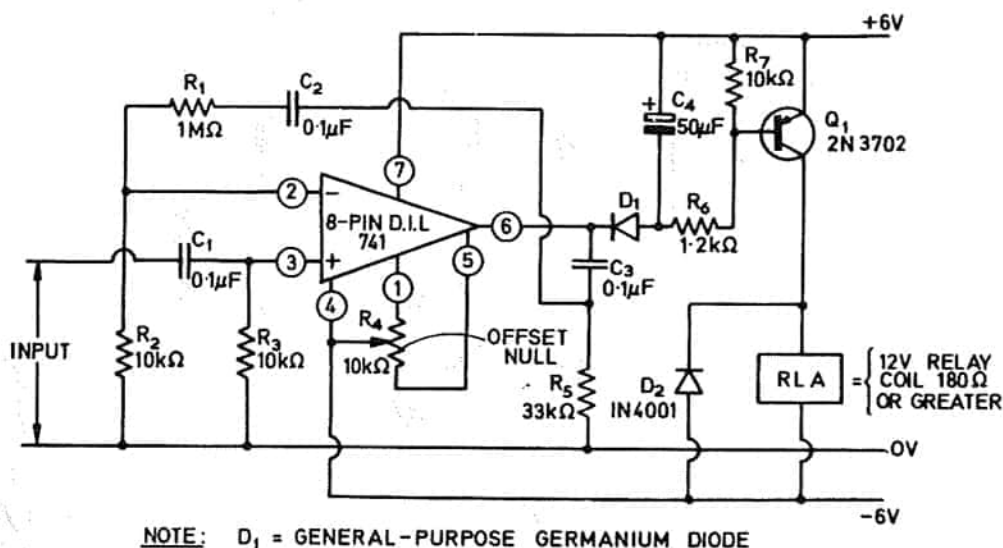 +6V
R1
1MΩ
C2
0·1µF
C4
+
50µF
R7
10kΩ
Q1
2N 3702
7
2
−
8-PIN D.I.L
741
6
D1
R6
1·2kΩ
C1
0·1µF
3
+
5
C3
0·1µF
4
1
R4
10kΩ
OFFSET
NULL
INPUT
R2
10kΩ
R3
10kΩ
R5
33kΩ
D2
IN4001
RLA
=
12V RELAY
COIL 180Ω
OR GREATER
0V
-6V
NOTE: D1 = GENERAL-PURPOSE GERMANIUM DIODE